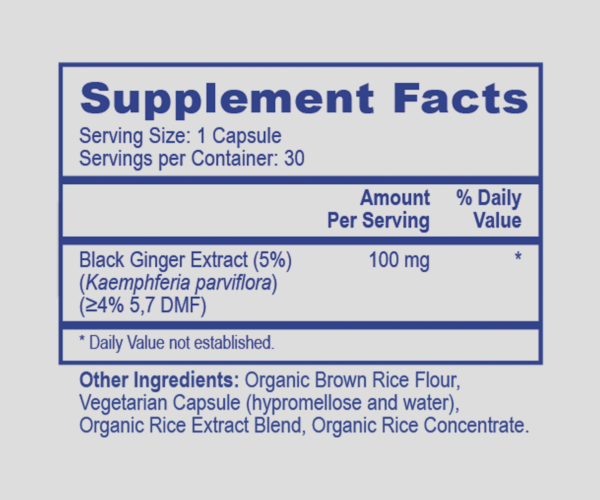 Supplement Facts
Serving Size: 1 Capsule
Servings per Container: 30
Amount Per Serving
% Daily Value
Black Ginger Extract (5%) 100 mg *
(Kaemphferia parviflora)
(≥4% 5,7 DMF)
* Daily Value not established.
Other Ingredients: Organic Brown Rice Flour,
Vegetarian Capsule (hypromellose and water),
Organic Rice Extract Blend, Organic Rice Concentrate.